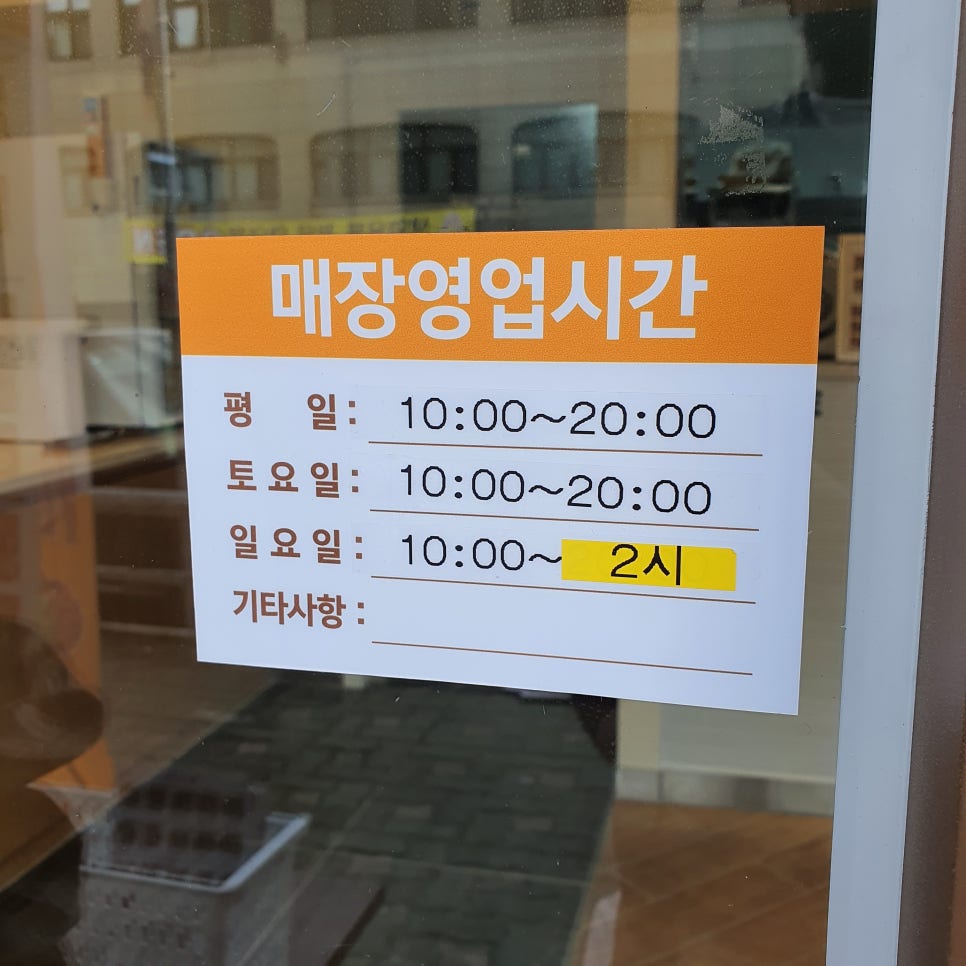 매장영업시간
평 일 : 10:00~20:00
토 요 일 : 10:00~20:00
일 요 일 : 10:00~ 2시
기타사항 :